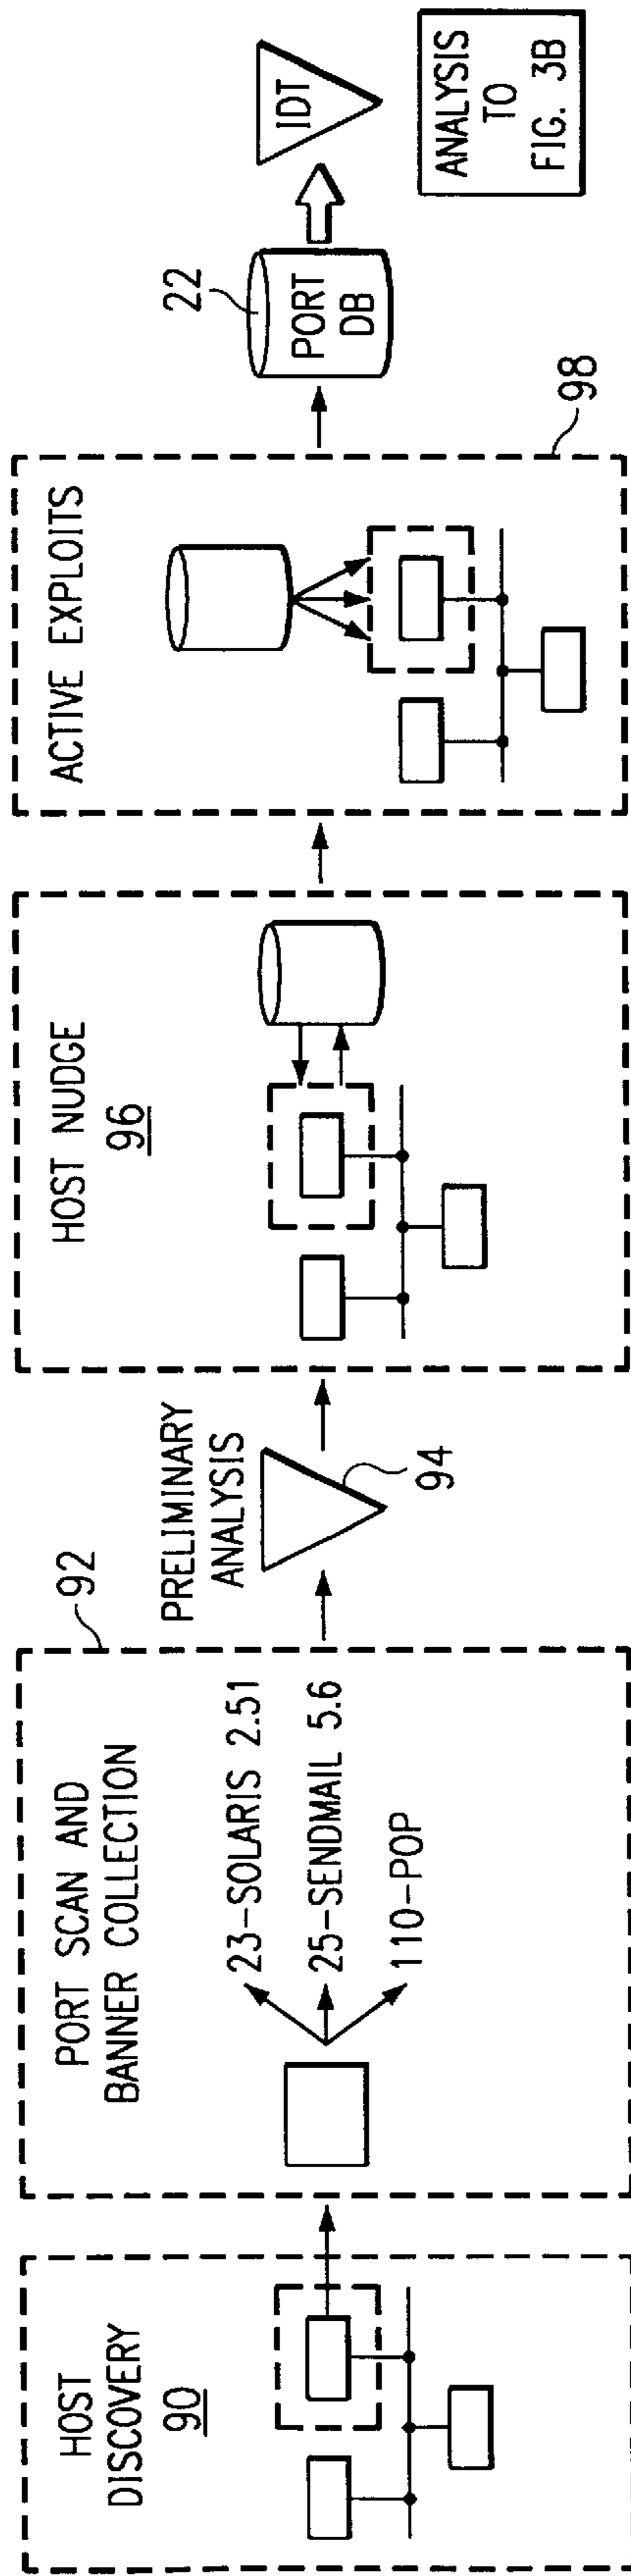 HOST
DISCOVERY
90
PORT SCAN AND
BANNER COLLECTION
92
23-SOLARIS 2.51
25-SENDMAIL 5.6
110-POP
PRELIMINARY
ANALYSIS
94
HOST NUDGE
96
ACTIVE EXPLOITS
98
22
PORT
DB
IDT
ANALYSIS
TO
FIG. 3B